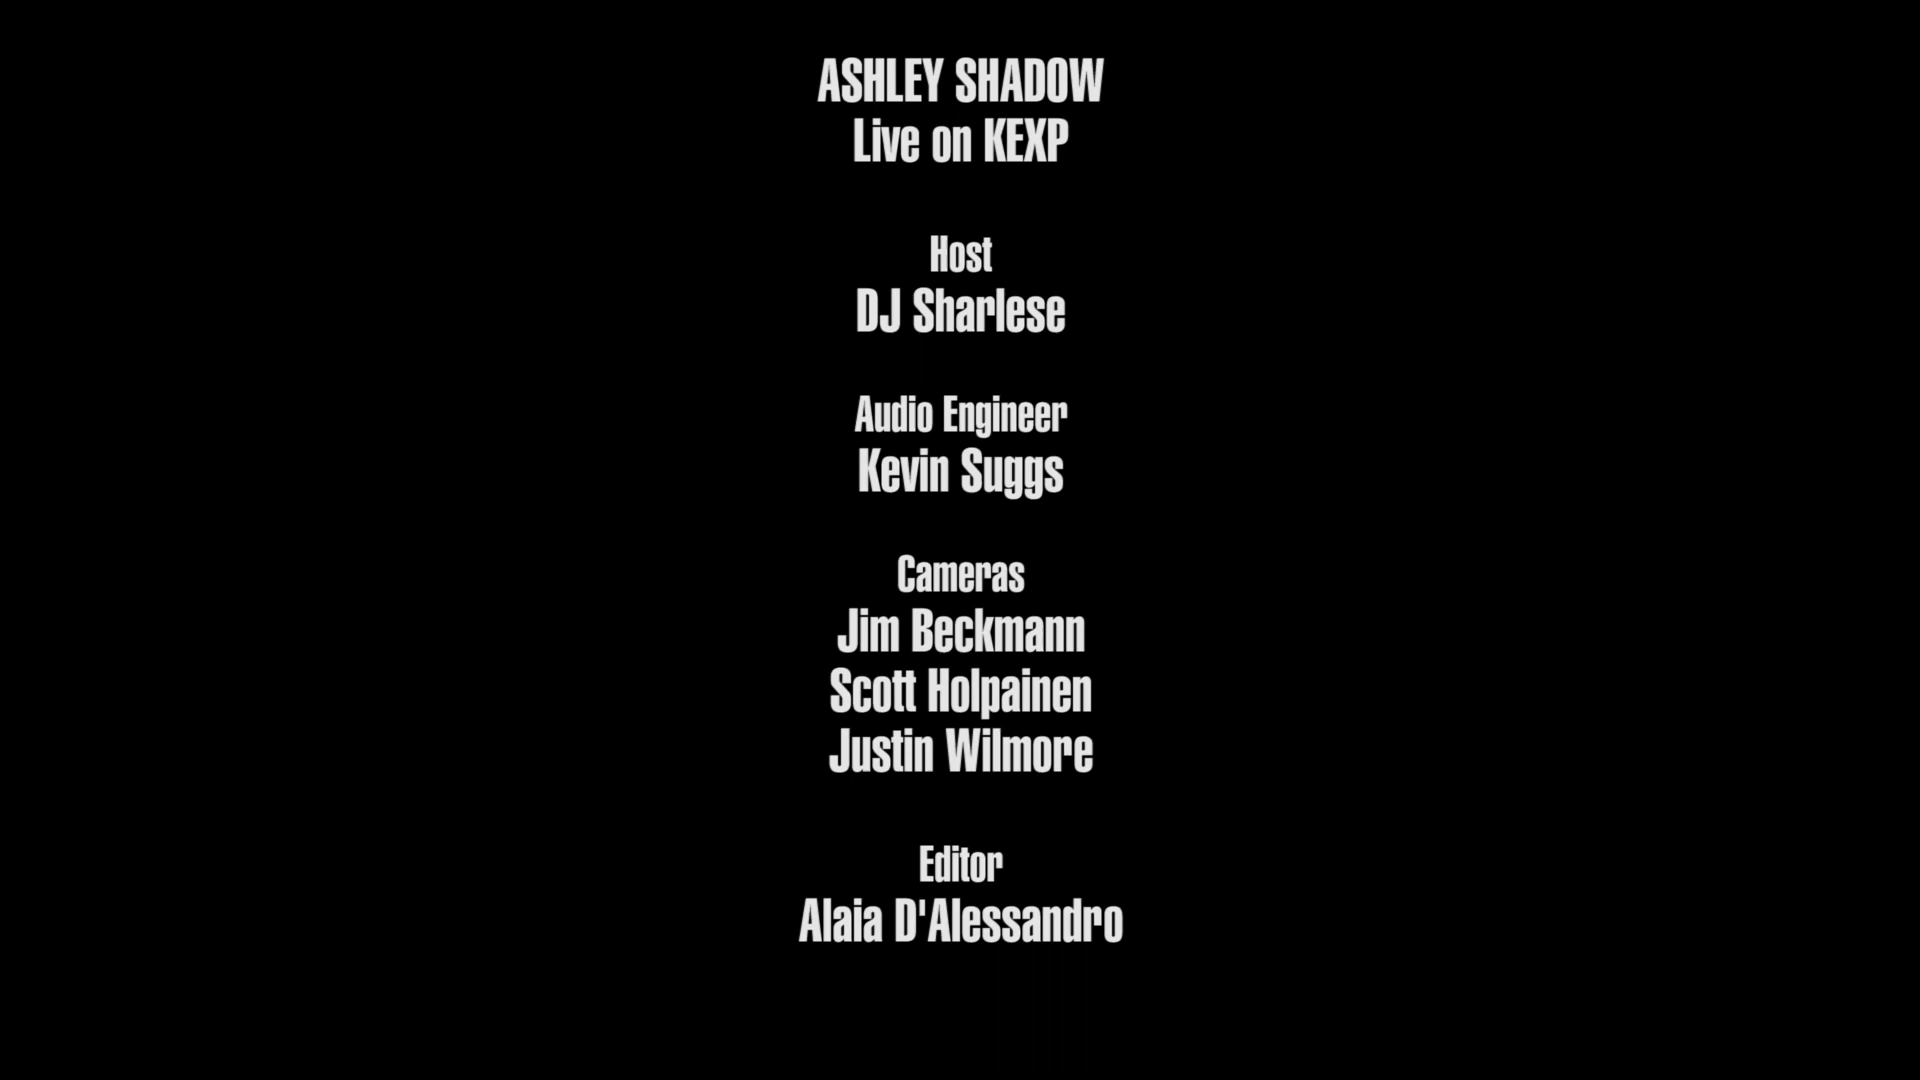 ASHLEY SHADOW
Live on KEXP
Host
DJ Sharlese
Audio Engineer
Kevin Suggs
Cameras
Jim Beckmann
Scott Holpainen
Justin Wilmore
Editor
Alaia D'Alessandro